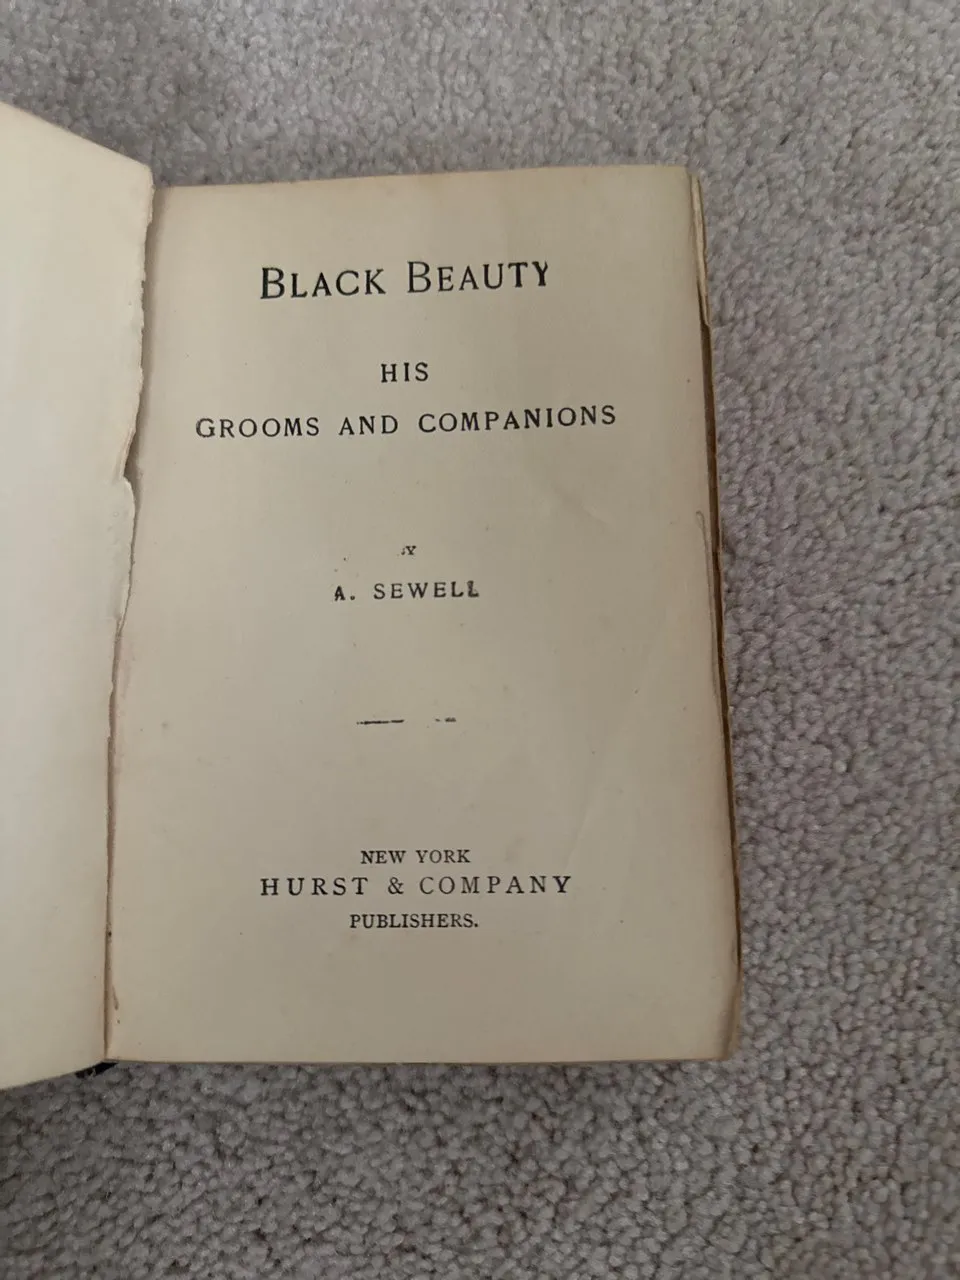 BLACK BEAUTY
HIS
GROOMS AND COMPANIONS
A. SEWELL
NEW YORK
HURST & COMPANY
PUBLISHERS.